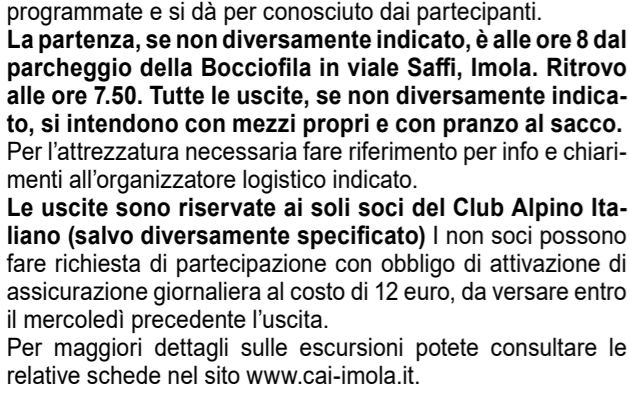 programmate e si dà per conosciuto dai partecipanti.
La partenza, se non diversamente indicato, è alle ore 8 dal
parcheggio della Bocciofila in viale Saffi, Imola. Ritrovo
alle ore 7.50. Tutte le uscite, se non diversamente indica-
to, si intendono con mezzi propri e con pranzo al sacco.
Per l'attrezzatura necessaria fare riferimento per info e chiari-
menti all'organizzatore logistico indicato.
Le uscite sono riservate ai soli soci del Club Alpino Ita-
liano (salvo diversamente specificato) I non soci possono
fare richiesta di partecipazione con obbligo di attivazione di
assicurazione giornaliera al costo di 12 euro, da versare entro
il mercoledì precedente l'uscita.
Per maggiori dettagli sulle escursioni potete consultare le
relative schede nel sito www.cai-imola.it.